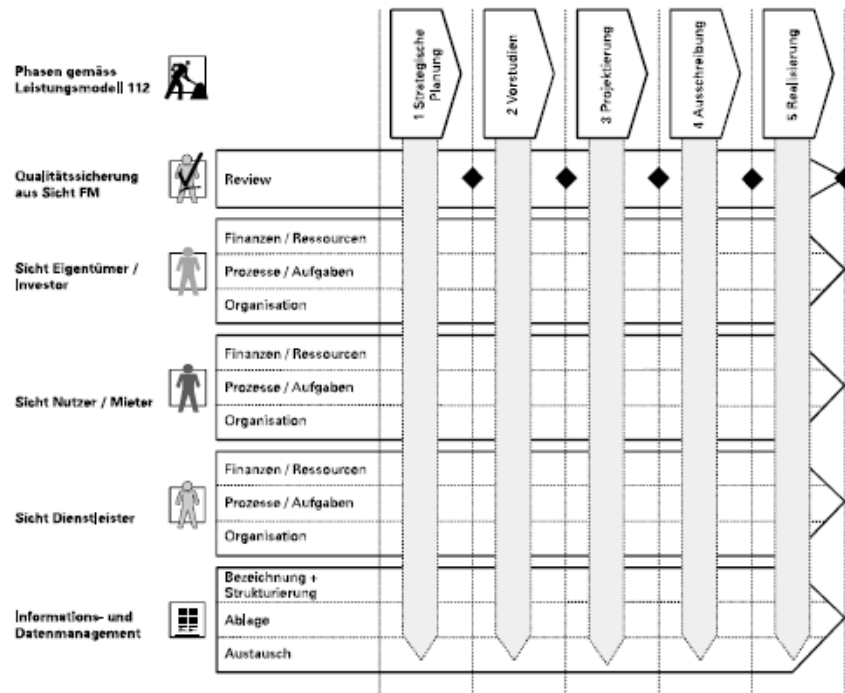 1 Strategische
Planung
2 Vorstudien
3 Projektierung
4 Ausschreibung
5 Realisierung
Phasen gemäss
Leistungsmodell 112
Qualitätssicherung
aus Sicht FM
Review
Sicht Eigentümer /
Investor
Finanzen / Ressourcen
Prozesse / Aufgaben
Organisation
Sicht Nutzer / Mieter
Finanzen / Ressourcen
Prozesse / Aufgaben
Organisation
Sicht Dienstleister
Finanzen / Ressourcen
Prozesse / Aufgaben
Organisation
Informations- und
Datenmanagement
Bezeichnung +
Strukturierung
Ablage
Austausch